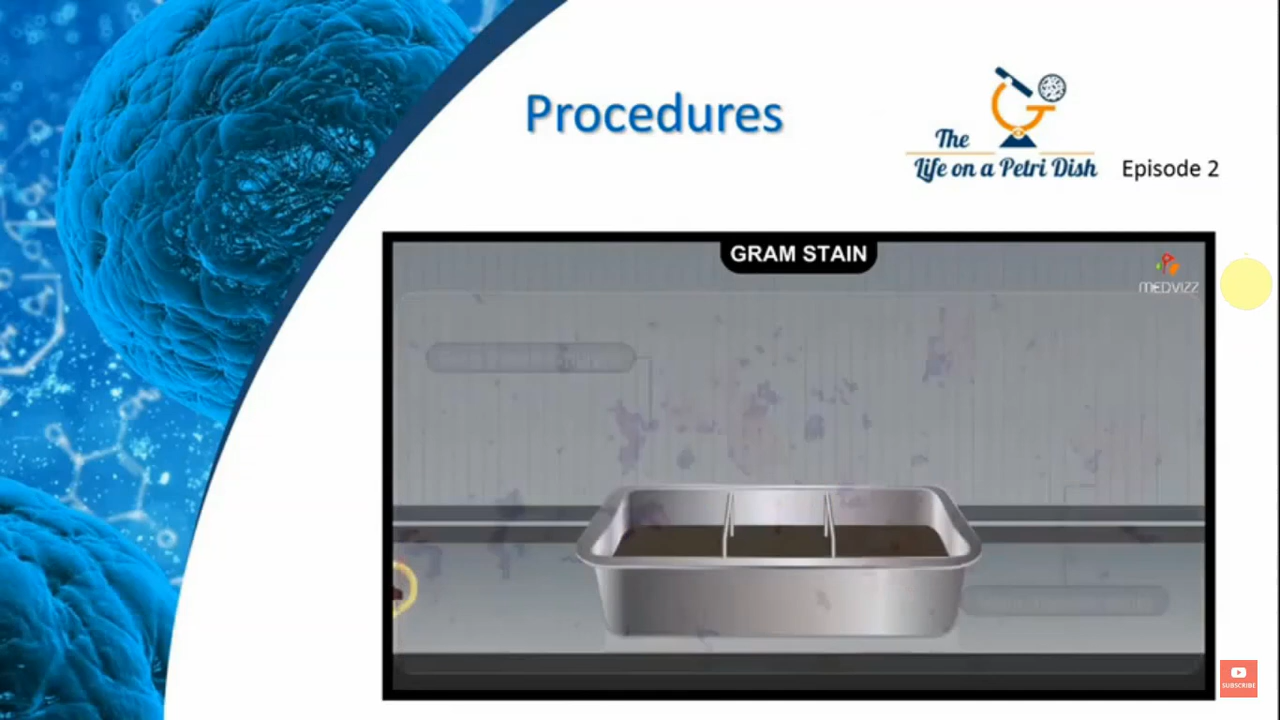 Procedures
The
Life on a Petri Dish
Episode 2
GRAM STAIN
MEDVIZZ
SUBSCRIBE